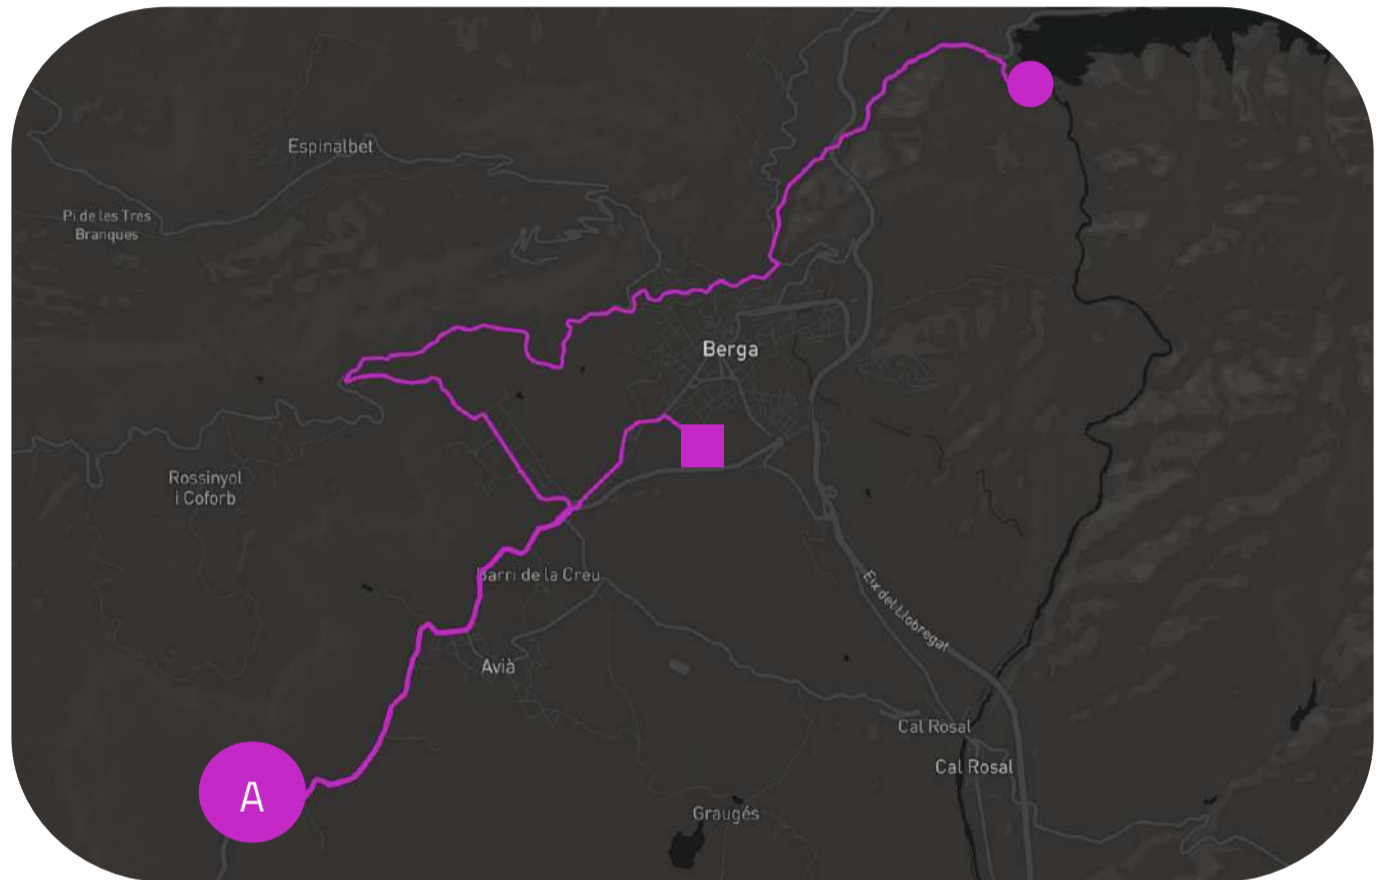 Espinalbet
Pi de les Tres
Branques
Berga
Rossinyol
i Coforb
Barri de la Creu
Eix del Llobregat
Avià
Cal Rosal
Cal Rosal
A
Graugés